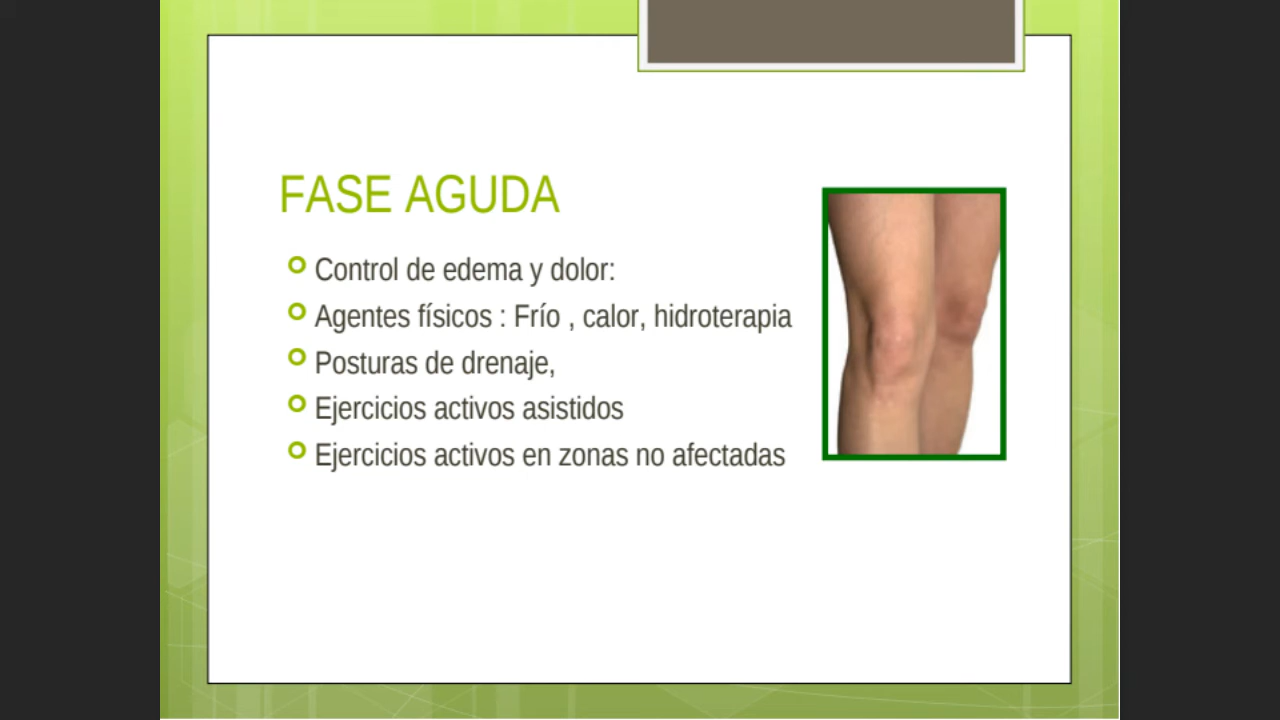 FASE AGUDA
Control de edema y dolor:
Agentes físicos : Frío , calor, hidroterapia
Posturas de drenaje,
Ejercicios activos asistidos
Ejercicios activos en zonas no afectadas